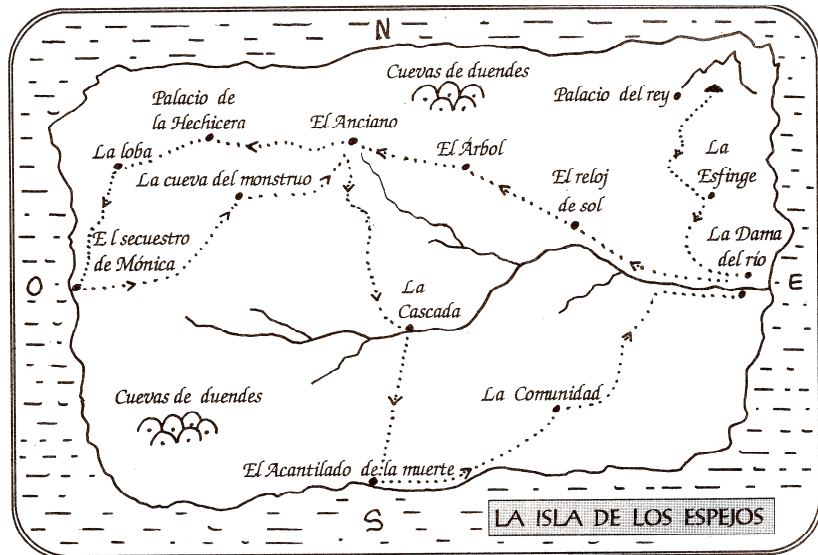 N
Cuevas de duendes
Palacio del rey
Palacio de
la Hechicera
El Anciano
El Árbol
La
Esfinge
La loba
La cueva del monstruo
El reloj
de sol
La Dama
del río
El secuestro
de Mónica
O
E
La
Cascada
Cuevas de duendes
La Comunidad
El Acantilado de la muerte
S
LA ISLA DE LOS ESPEJOS